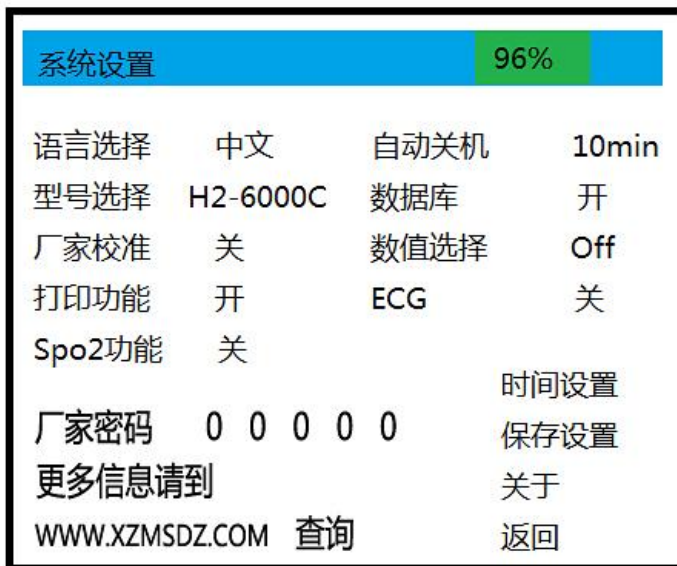 系统设置 96%
语言选择 中文 自动关机 10min
型号选择 H2-6000C 数据库 开
厂家校准 关 数值选择 Off
打印功能 开 ECG 关
Spo2功能 关
时间设置
厂家密码 0 0 0 0 0
保存设置
更多信息请到
关于
WWW.XZMSDZ.COM 查询
返回